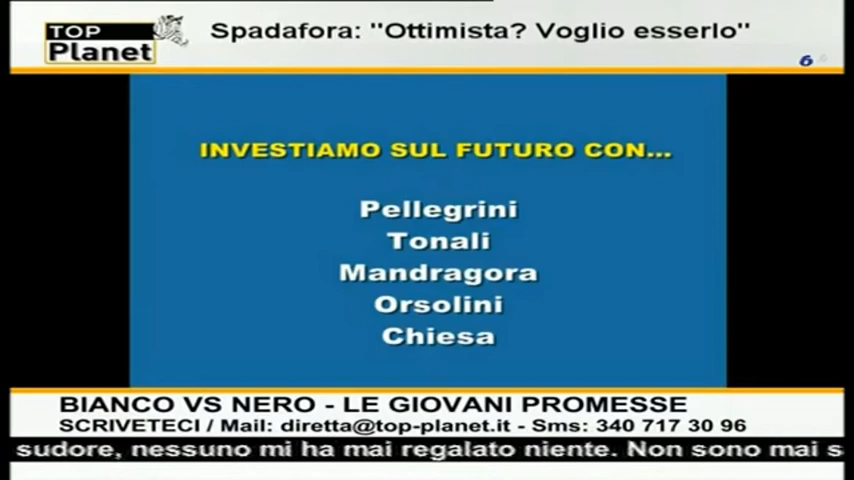 TOP
Planet
Spadafora: "Ottimista? Voglio esserlo"
6
INVESTIAMO SUL FUTURO CON...
Pellegrini
Tonali
Mandragora
Orsolini
Chiesa
BIANCO VS NERO - LE GIOVANI PROMESSE
SCRIVETECI / Mail: diretta@top-planet.it - Sms: 340 717 30 96
sudore, nessuno mi ha mai regalato niente. Non sono mai s